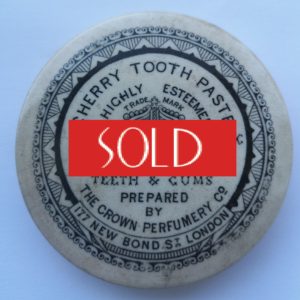 CHERRY TOOTH PASTE
HIGHLY ESTEEMED
TRADE MARK
SOLD
TEETH & GUMS
PREPARED
BY
THE CROWN PERFUMERY CO
177 NEW BOND ST. LONDON